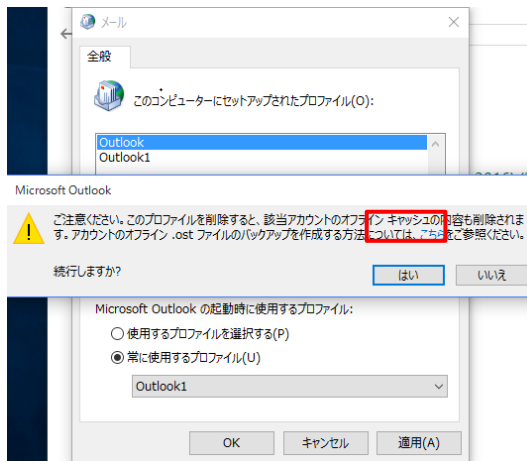 メール
全般
このコンピューターにセットアップされたプロファイル(O):
Outlook
Outlook1
Microsoft Outlook
ご注意ください。このプロファイルを削除すると、該当アカウントのオフライン キャッシュの内容も削除されま
す。アカウントのオフライン .ost ファイルのバックアップを作成する方法については、こちらをご参照ください。
続行しますか?
はい いいえ
Microsoft Outlook の起動時に使用するプロファイル:
使用するプロファイルを選択する(P)
常に使用するプロファイル(U)
Outlook1
OK キャンセル 適用(A)